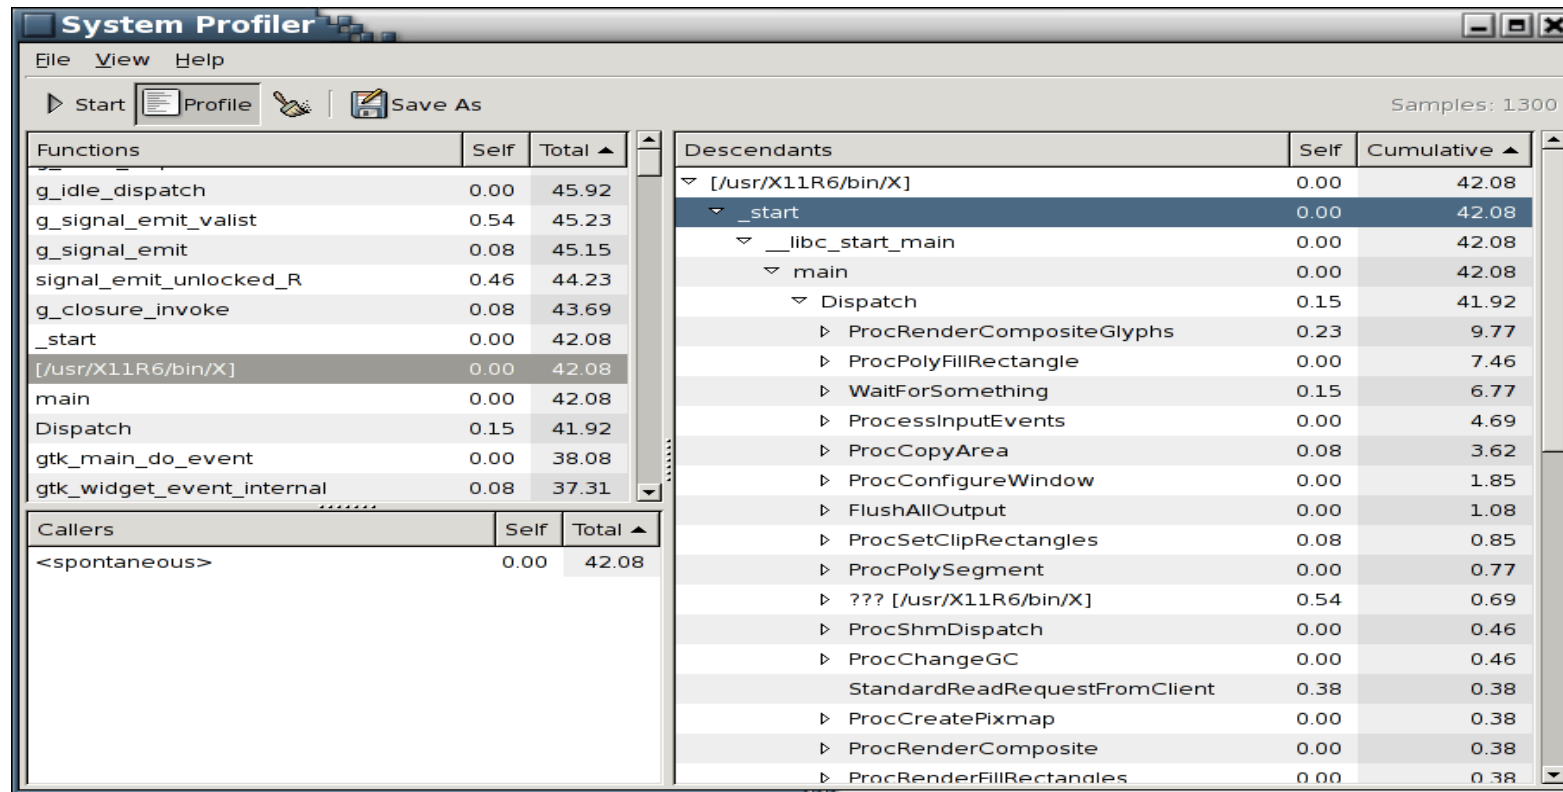 System Profiler
File View Help
Start Profile Save As Samples: 1300
Functions Self Total
g_idle_dispatch 0.00 45.92
g_signal_emit_valist 0.54 45.23
g_signal_emit 0.08 45.15
signal_emit_unlocked_R 0.46 44.23
g_closure_invoke 0.08 43.69
_start 0.00 42.08
[/usr/X11R6/bin/X] 0.00 42.08
main 0.00 42.08
Dispatch 0.15 41.92
gtk_main_do_event 0.00 38.08
gtk_widget_event_internal 0.08 37.31
Callers Self Total
<spontaneous> 0.00 42.08
Descendants Self Cumulative
[/usr/X11R6/bin/X] 0.00 42.08
_start 0.00 42.08
__libc_start_main 0.00 42.08
main 0.00 42.08
Dispatch 0.15 41.92
ProcRenderCompositeGlyphs 0.23 9.77
ProcPolyFillRectangle 0.00 7.46
WaitForSomething 0.15 6.77
ProcessInputEvents 0.00 4.69
ProcCopyArea 0.08 3.62
ProcConfigureWindow 0.00 1.85
FlushAllOutput 0.00 1.08
ProcSetClipRectangles 0.08 0.85
ProcPolySegment 0.00 0.77
??? [/usr/X11R6/bin/X] 0.54 0.69
ProcShmDispatch 0.00 0.46
ProcChangeGC 0.00 0.46
StandardReadRequestFromClient 0.38 0.38
ProcCreatePixmap 0.00 0.38
ProcRenderComposite 0.00 0.38
ProcRenderFillRectangles 0.00 0.38